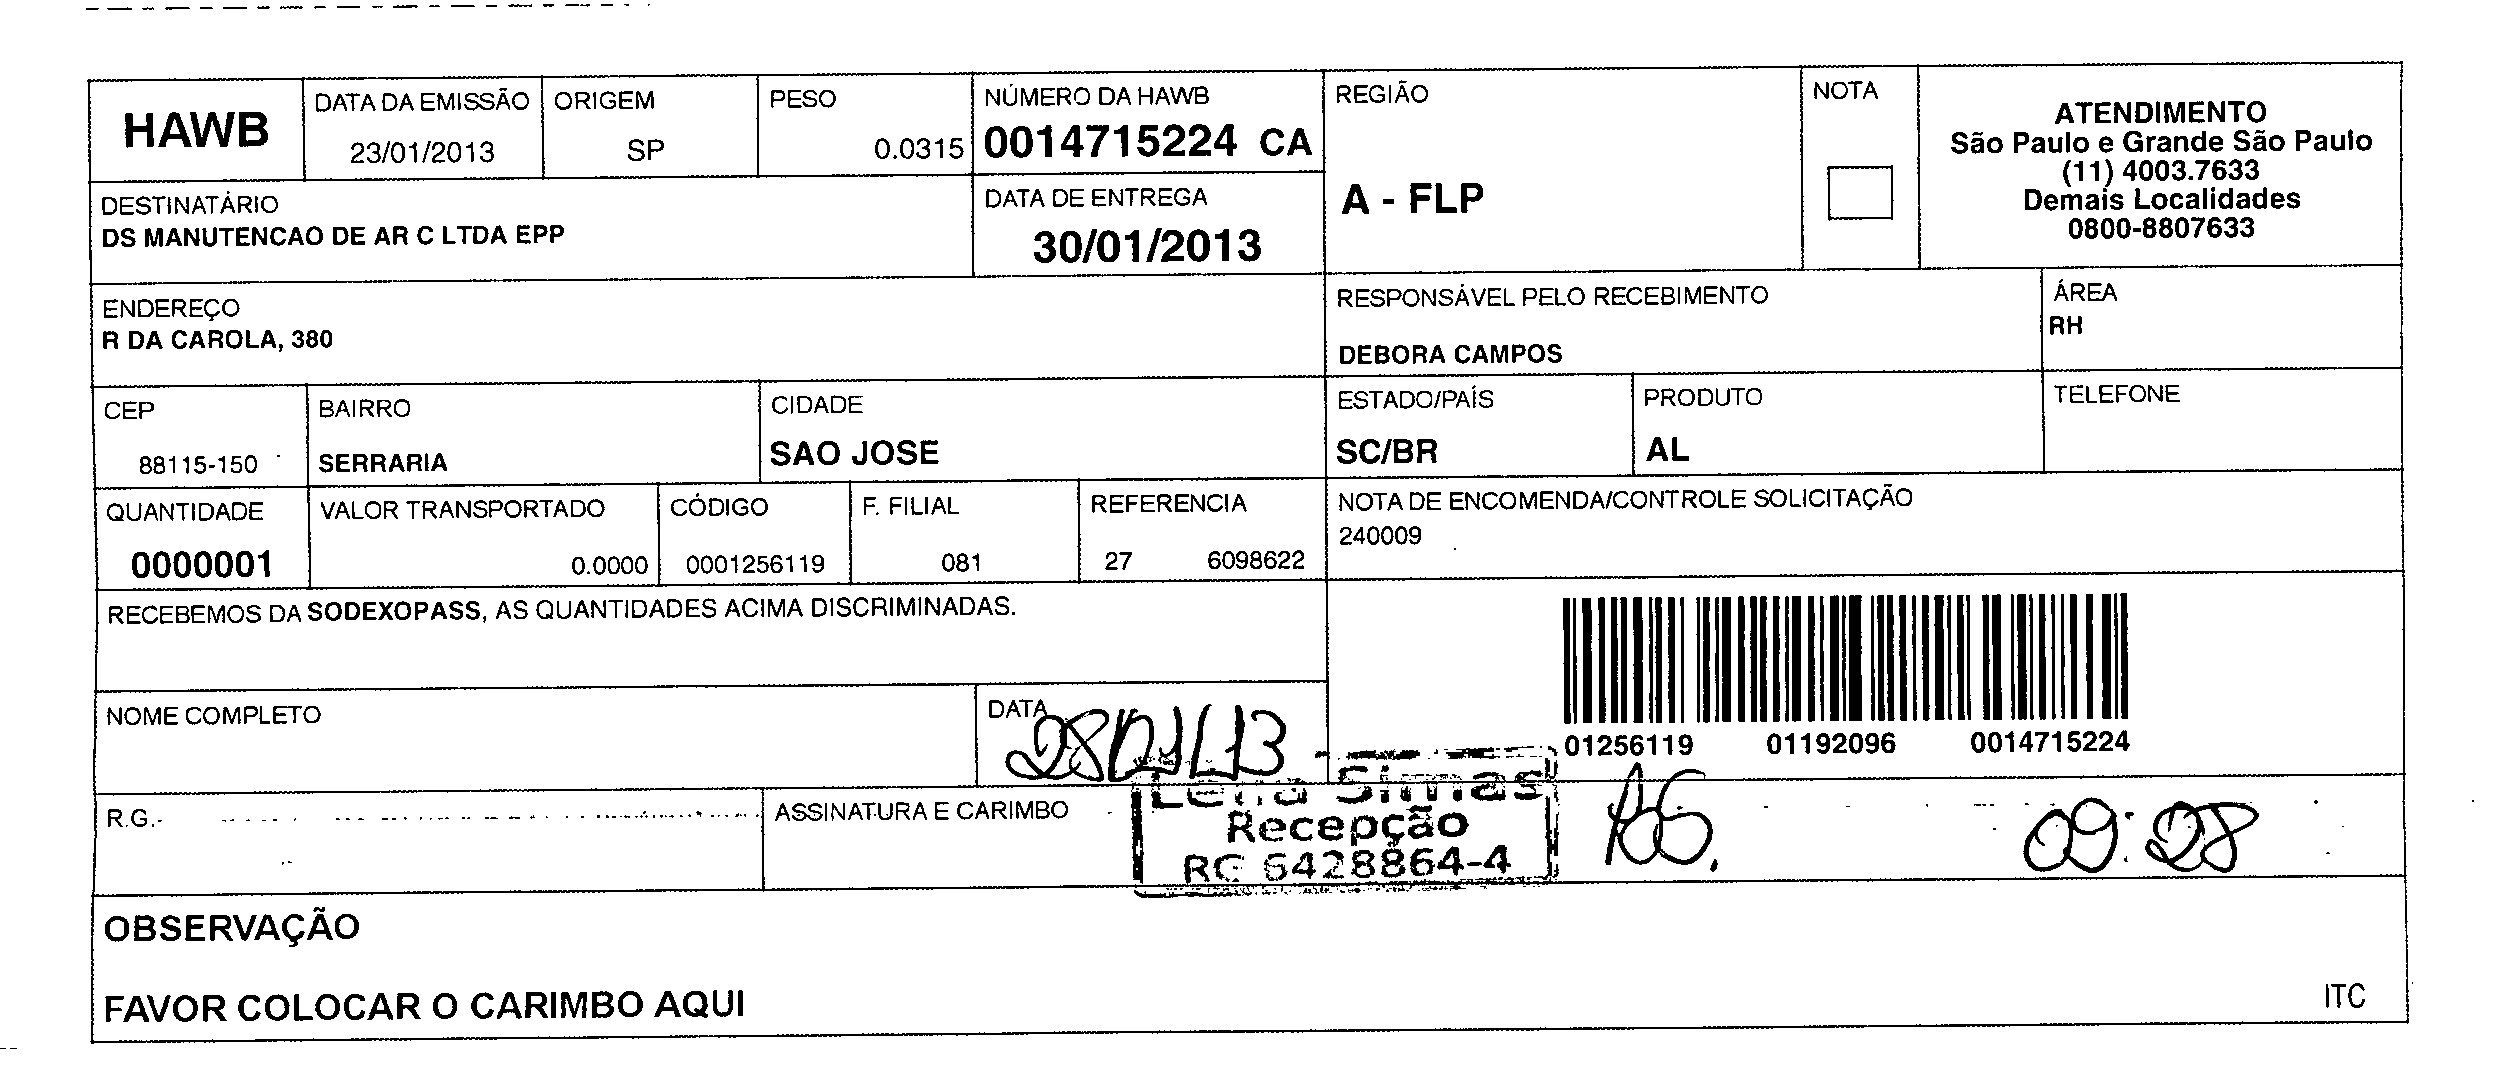 HAWB
DATA DA EMISSÃO
23/01/2013
ORIGEM
SP
PESO
0.0315
NÚMERO DA HAWB
0014715224 CA
REGIÃO
A - FLP
NOTA
ATENDIMENTO
São Paulo e Grande São Paulo
(11) 4003.7633
Demais Localidades
0800-8807633
DESTINATÁRIO
DS MANUTENCAO DE AR C LTDA EPP
DATA DE ENTREGA
30/01/2013
ENDEREÇO
R DA CAROLA, 380
RESPONSÁVEL PELO RECEBIMENTO
DEBORA CAMPOS
ÁREA
RH
CEP
88115-150
BAIRRO
SERRARIA
CIDADE
SAO JOSE
ESTADO/PAÍS
SC/BR
PRODUTO
AL
TELEFONE
QUANTIDADE
0000001
VALOR TRANSPORTADO
0.0000
CÓDIGO
0001256119
F. FILIAL
081
REFERENCIA
27 6098622
NOTA DE ENCOMENDA/CONTROLE SOLICITAÇÃO
240009
RECEBEMOS DA SODEXOPASS, AS QUANTIDADES ACIMA DISCRIMINADAS.
01256119 01192096 0014715224
NOME COMPLETO
DATA
28/01/13
R.G.
ASSINATURA E CARIMBO
Lena Simas
Recepção
RG 6428864-4
09:28
OBSERVAÇÃO
FAVOR COLOCAR O CARIMBO AQUI
ITC